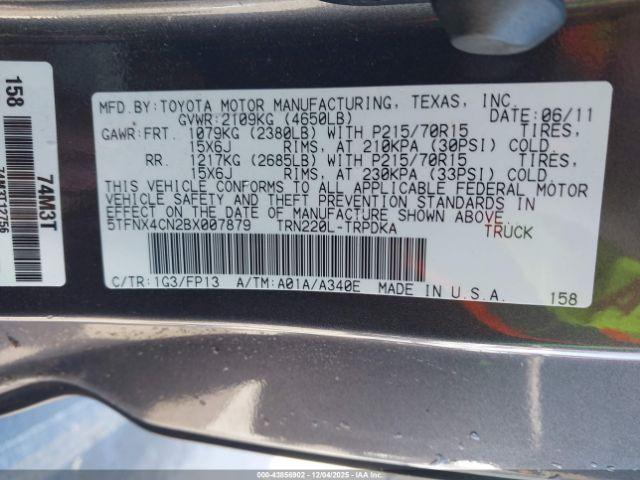 MFD.BY:TOYOTA MOTOR MANUFACTURING, TEXAS, INC.
GVWR:2109KG (4650LB) DATE:06/11
GAWR:FRT. 1079KG (2380LB) WITH P215/70R15 TIRES,
15X6J RIMS, AT 210KPA (30PSI) COLD
RR. 1217KG (2685LB) WITH P215/70R15 TIRES,
15X6J RIMS, AT 230KPA (33PSI) COLD
THIS VEHICLE CONFORMS TO ALL APPLICABLE FEDERAL MOTOR
VEHICLE SAFETY AND THEFT PREVENTION STANDARDS IN
EFFECT ON THE DATE OF MANUFACTURE SHOWN ABOVE.
5TFNX4CN2BX007879 TRN220L-TRPDKA TRUCK
C/TR:1G3/FP13 A/TM:A01A/A340E MADE IN U.S.A. 158
158
74M3T
000-43856902 - 12/04/2025 - IAAI.COM